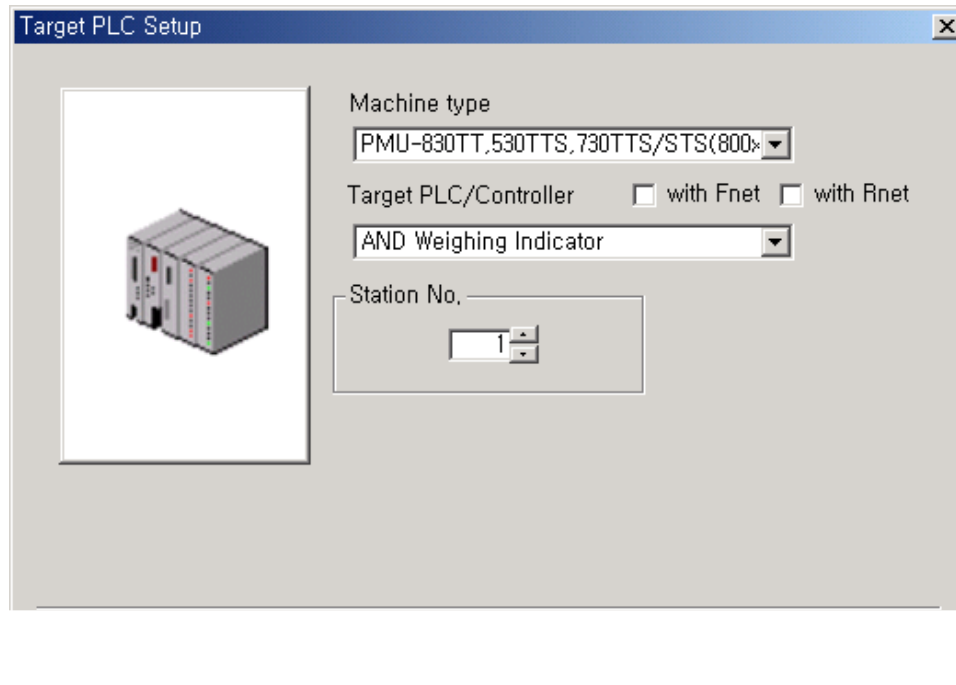 Target PLC Setup
Machine type
PMU-830TT,530TTS,730TTS/STS(800
Target PLC/Controller with Fnet with Rnet
AND Weighing Indicator
Station No.
1